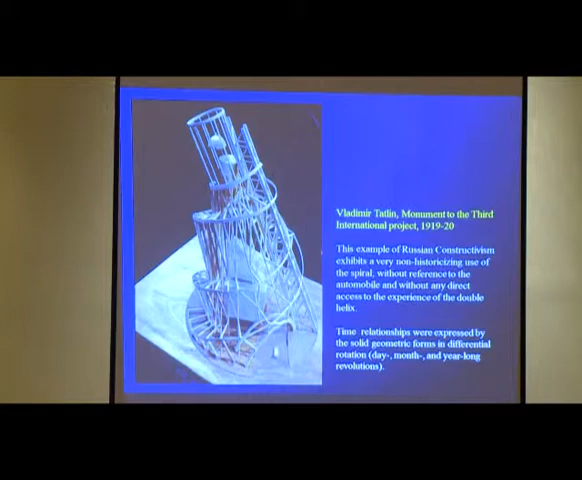 Vladimir Tatlin, Monument to the Third
International project, 1919-20
This example of Russian Constructivism
exhibits a very non-historicizing use of
the spiral, without reference to the
automobile and without any direct
access to the experience of the double
helix.
Time relationships were expressed by
the solid geometric forms in differential
rotation (day-, month-, and year-long
revolutions).